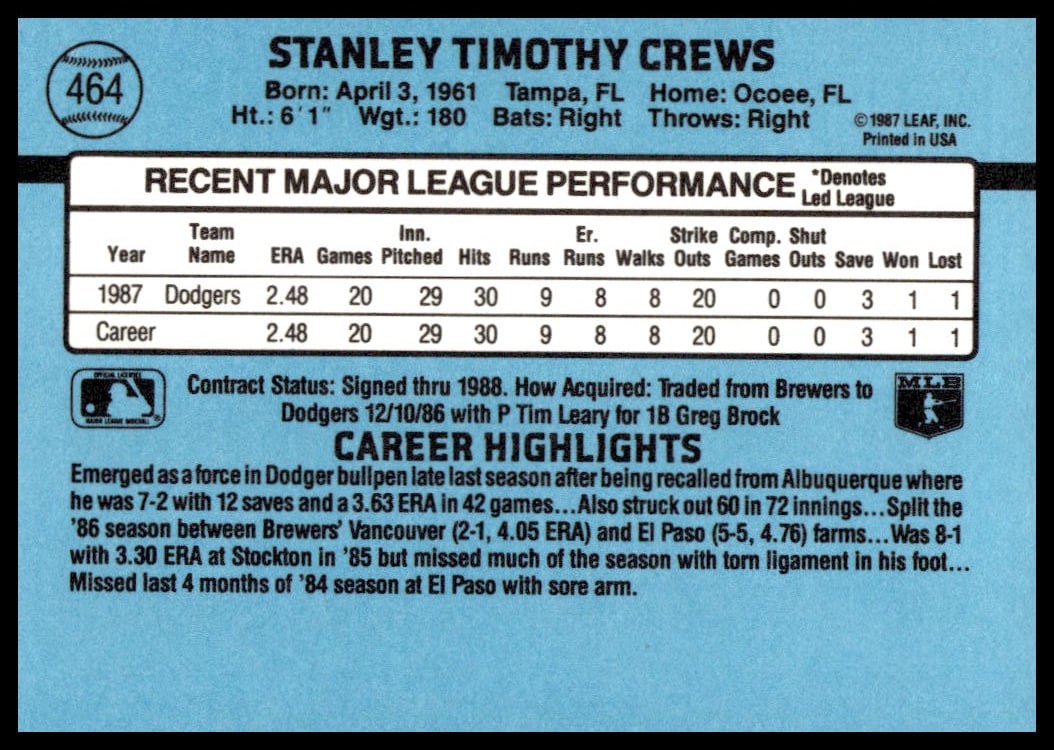 464
STANLEY TIMOTHY CREWS
Born: April 3, 1961 Tampa, FL Home: Ocoee, FL
Ht.: 6'1" Wgt.: 180 Bats: Right Throws: Right
©1987 LEAF, INC.
Printed in USA
RECENT MAJOR LEAGUE PERFORMANCE *Denotes Led League
Year Team Name ERA Games Inn. Pitched Hits Runs Er. Runs Walks Strike Outs Comp. Games Shut Outs Save Won Lost
1987 Dodgers 2.48 20 29 30 9 8 8 20 0 0 3 1 1
Career 2.48 20 29 30 9 8 8 20 0 0 3 1 1
OFFICIAL LICENSEE
MAJOR LEAGUE BASEBALL ®
Contract Status: Signed thru 1988. How Acquired: Traded from Brewers to
Dodgers 12/10/86 with P Tim Leary for 1B Greg Brock
MLB
CAREER HIGHLIGHTS
Emerged as a force in Dodger bullpen late last season after being recalled from Albuquerque where
he was 7-2 with 12 saves and a 3.63 ERA in 42 games...Also struck out 60 in 72 innings...Split the
'86 season between Brewers' Vancouver (2-1, 4.05 ERA) and El Paso (5-5, 4.76) farms...Was 8-1
with 3.30 ERA at Stockton in '85 but missed much of the season with torn ligament in his foot...
Missed last 4 months of '84 season at El Paso with sore arm.